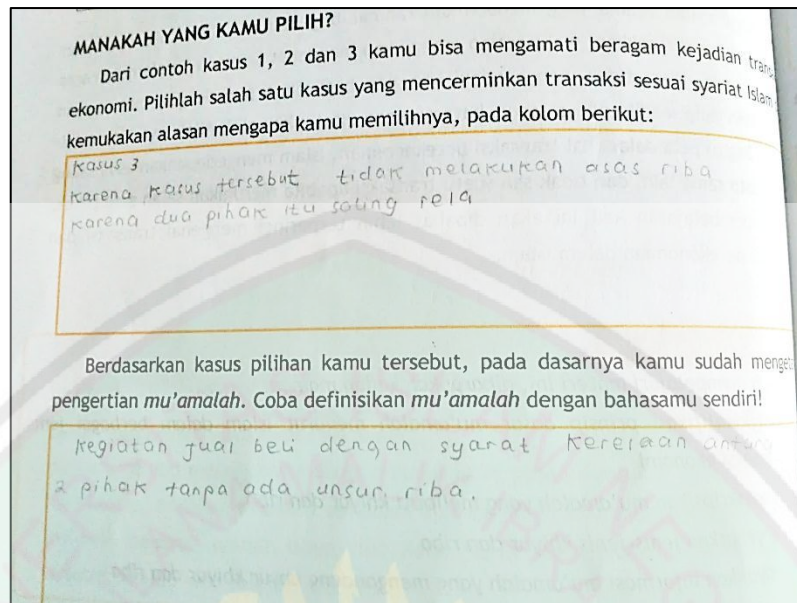 MANAKAH YANG KAMU PILIH?
Dari contoh kasus 1, 2 dan 3 kamu bisa mengamati beragam kejadian
ekonomi. Pilihlah salah satu kasus yang mencerminkan transaksi sesuai syariat Islam
kemukakan alasan mengapa kamu memilihnya, pada kolom berikut:
Kasus 3
Karena kasus tersebut tidak melakukan asas riba
karena dua pihak itu saling rela
Berdasarkan kasus pilihan kamu tersebut, pada dasarnya kamu sudah
pengertian mu'amalah. Coba definisikan mu'amalah dengan bahasamu sendiri!
Kegiatan jual beli dengan syarat kerelaan antara
2 pihak tanpa ada unsur riba.